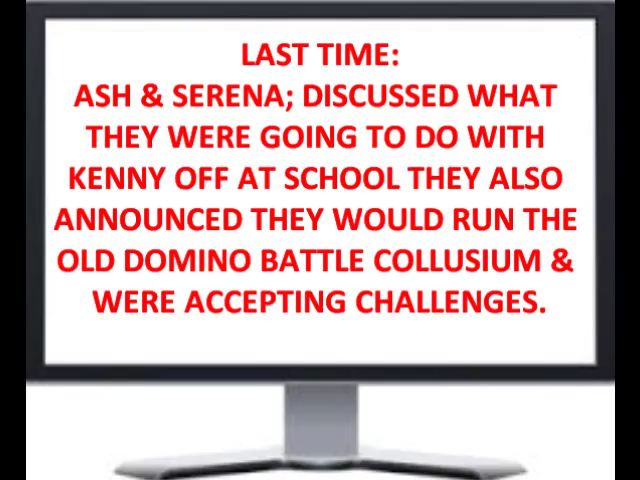 LAST TIME:
ASH & SERENA; DISCUSSED WHAT
THEY WERE GOING TO DO WITH
KENNY OFF AT SCHOOL THEY ALSO
ANNOUNCED THEY WOULD RUN THE
OLD DOMINO BATTLE COLLUSIUM &
WERE ACCEPTING CHALLENGES.